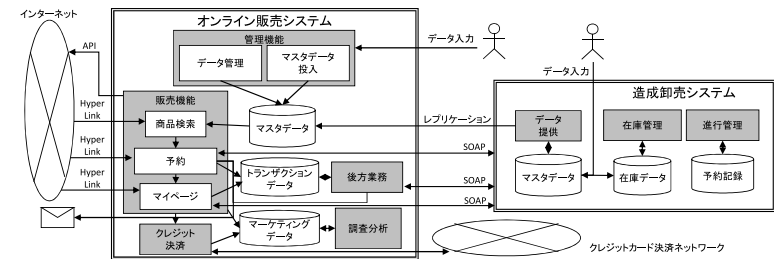 インターネット
オンライン販売システム
API
管理機能
データ管理
マスタデータ
投入
データ入力
データ入力
販売機能
Hyper
Link
商品検索
マスタデータ
レプリケーション
造成卸売システム
データ
提供
在庫管理
進行管理
Hyper
Link
予約
SOAP
トランザクション
データ
後方業務
マスタデータ
在庫データ
予約記録
Hyper
Link
マイページ
SOAP
SOAP
クレジット
決済
マーケティング
データ
調査分析
クレジットカード決済ネットワーク